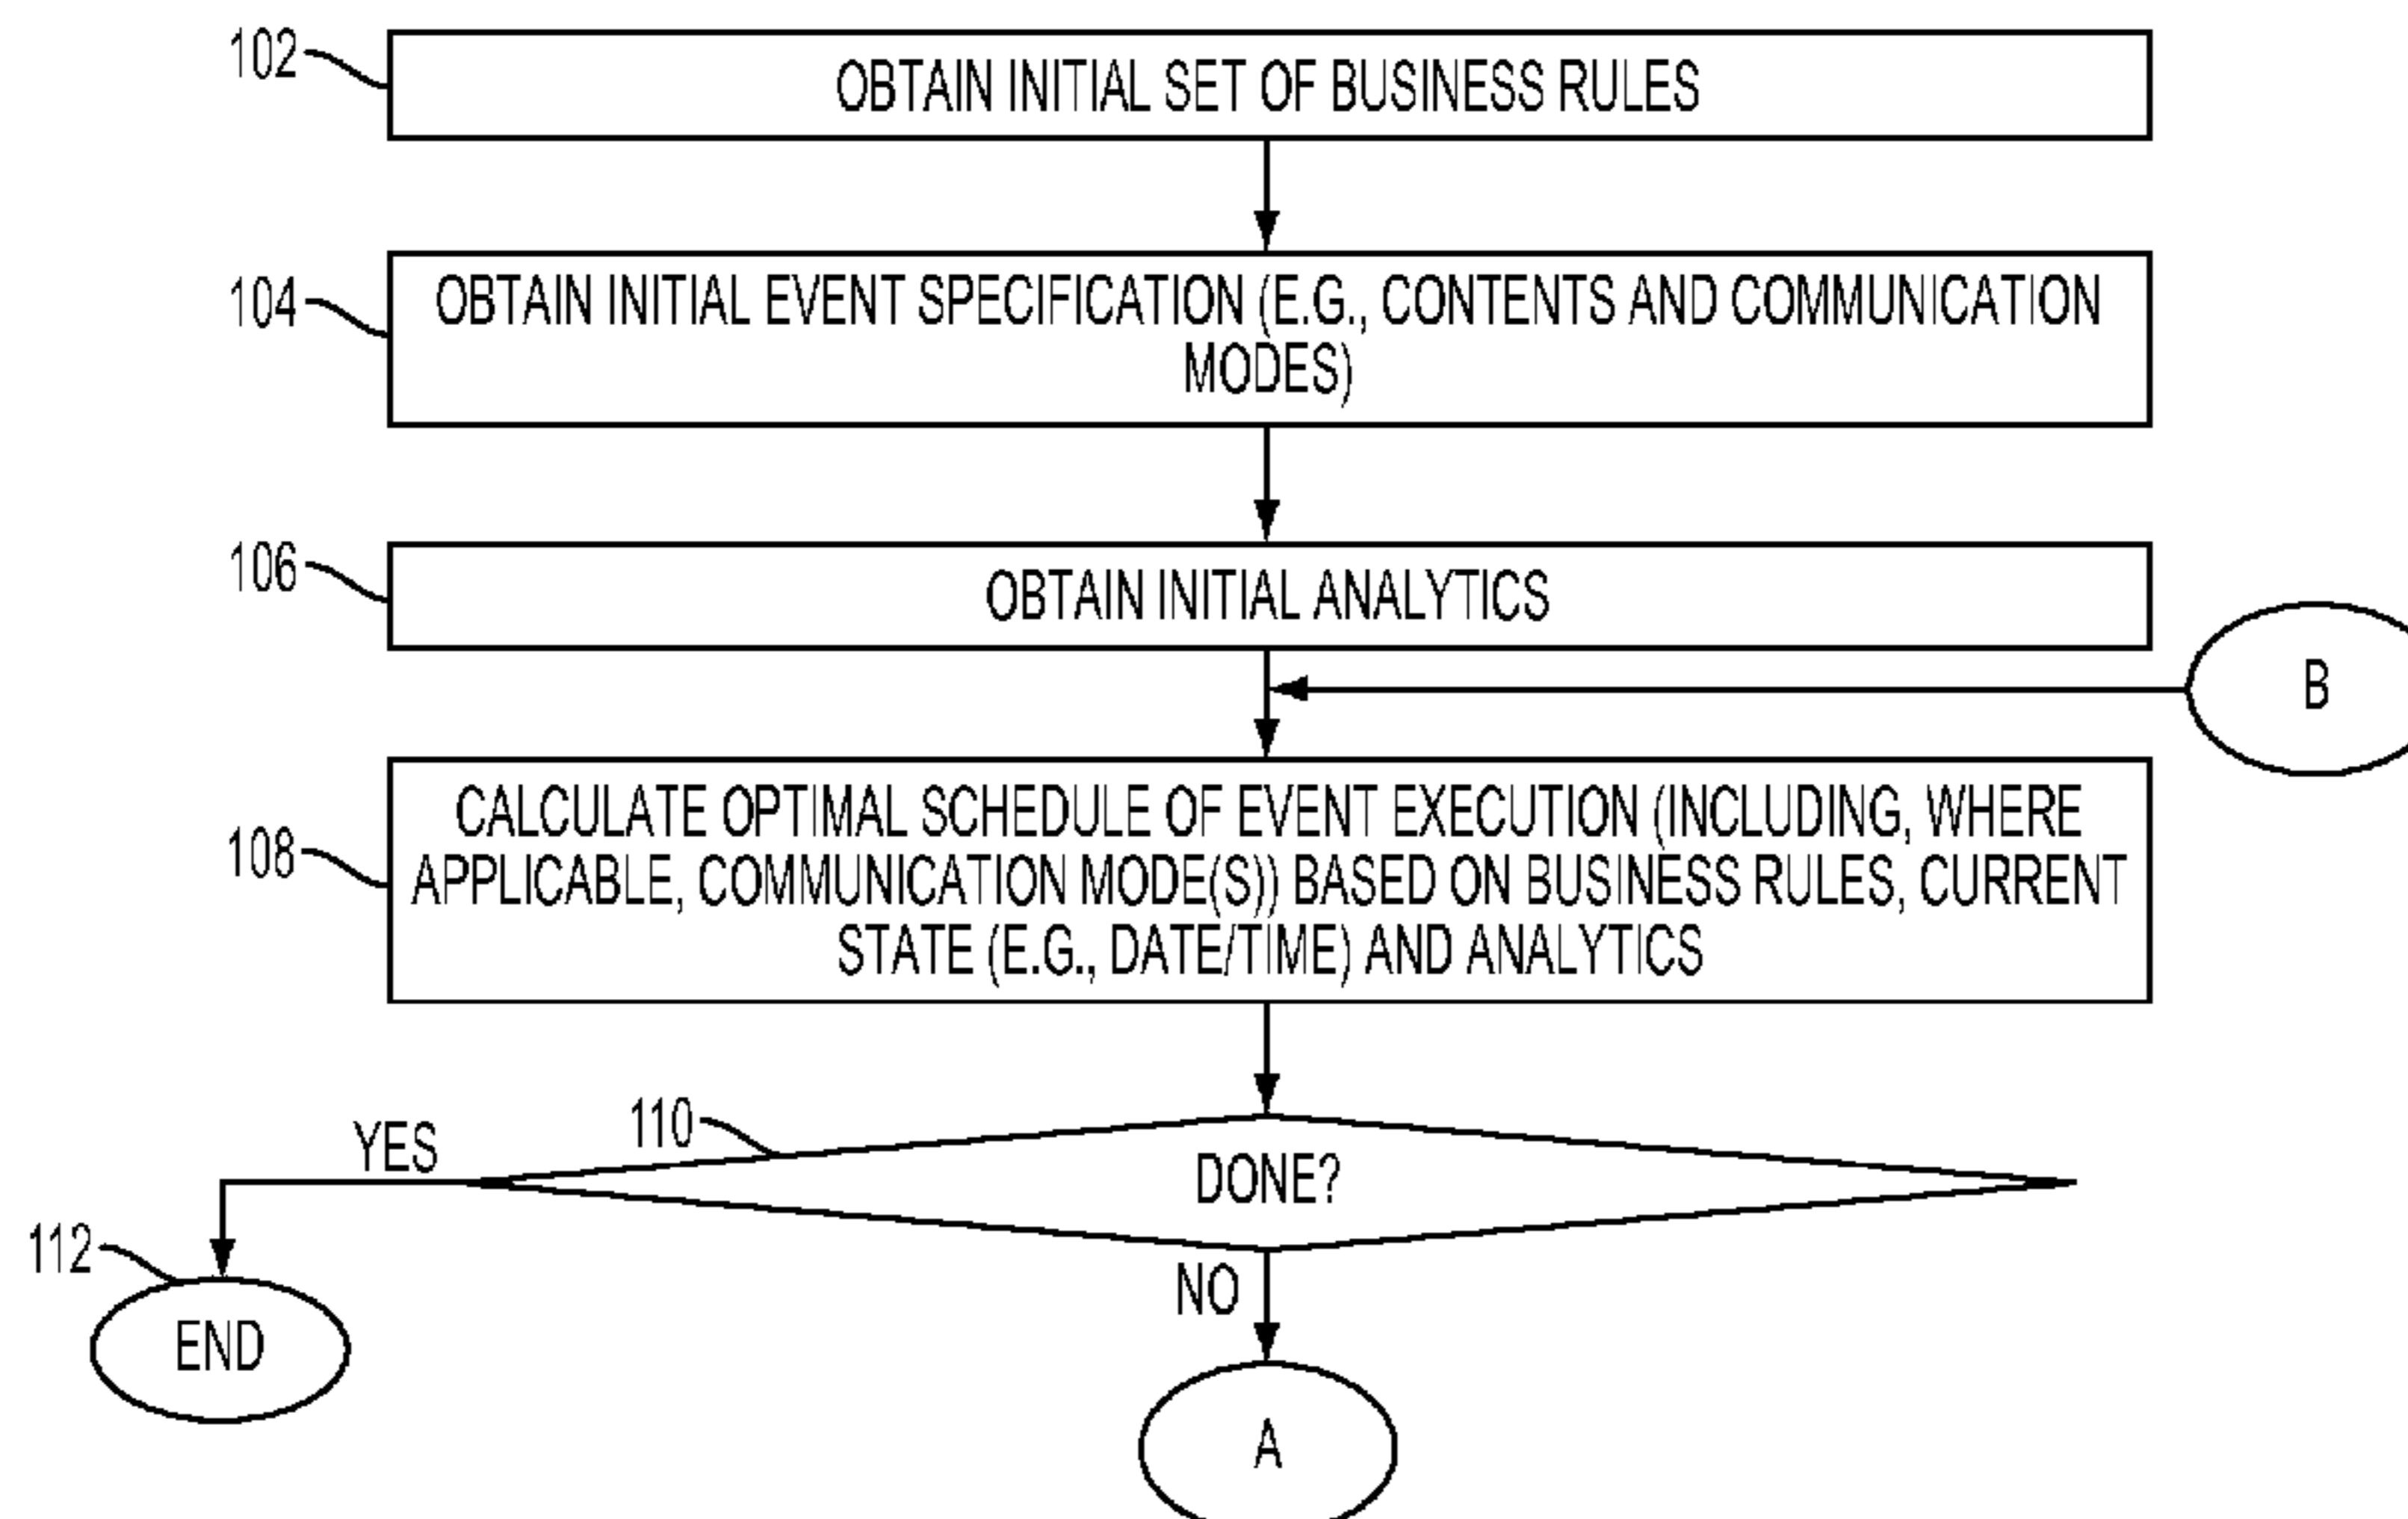 102
OBTAIN INITIAL SET OF BUSINESS RULES
104
OBTAIN INITIAL EVENT SPECIFICATION (E.G., CONTENTS AND COMMUNICATION
MODES)
106
OBTAIN INITIAL ANALYTICS
B
108
CALCULATE OPTIMAL SCHEDULE OF EVENT EXECUTION (INCLUDING, WHERE
APPLICABLE, COMMUNICATION MODE(S)) BASED ON BUSINESS RULES, CURRENT
STATE (E.G., DATE/TIME) AND ANALYTICS
110
YES
DONE?
112
NO
END
A